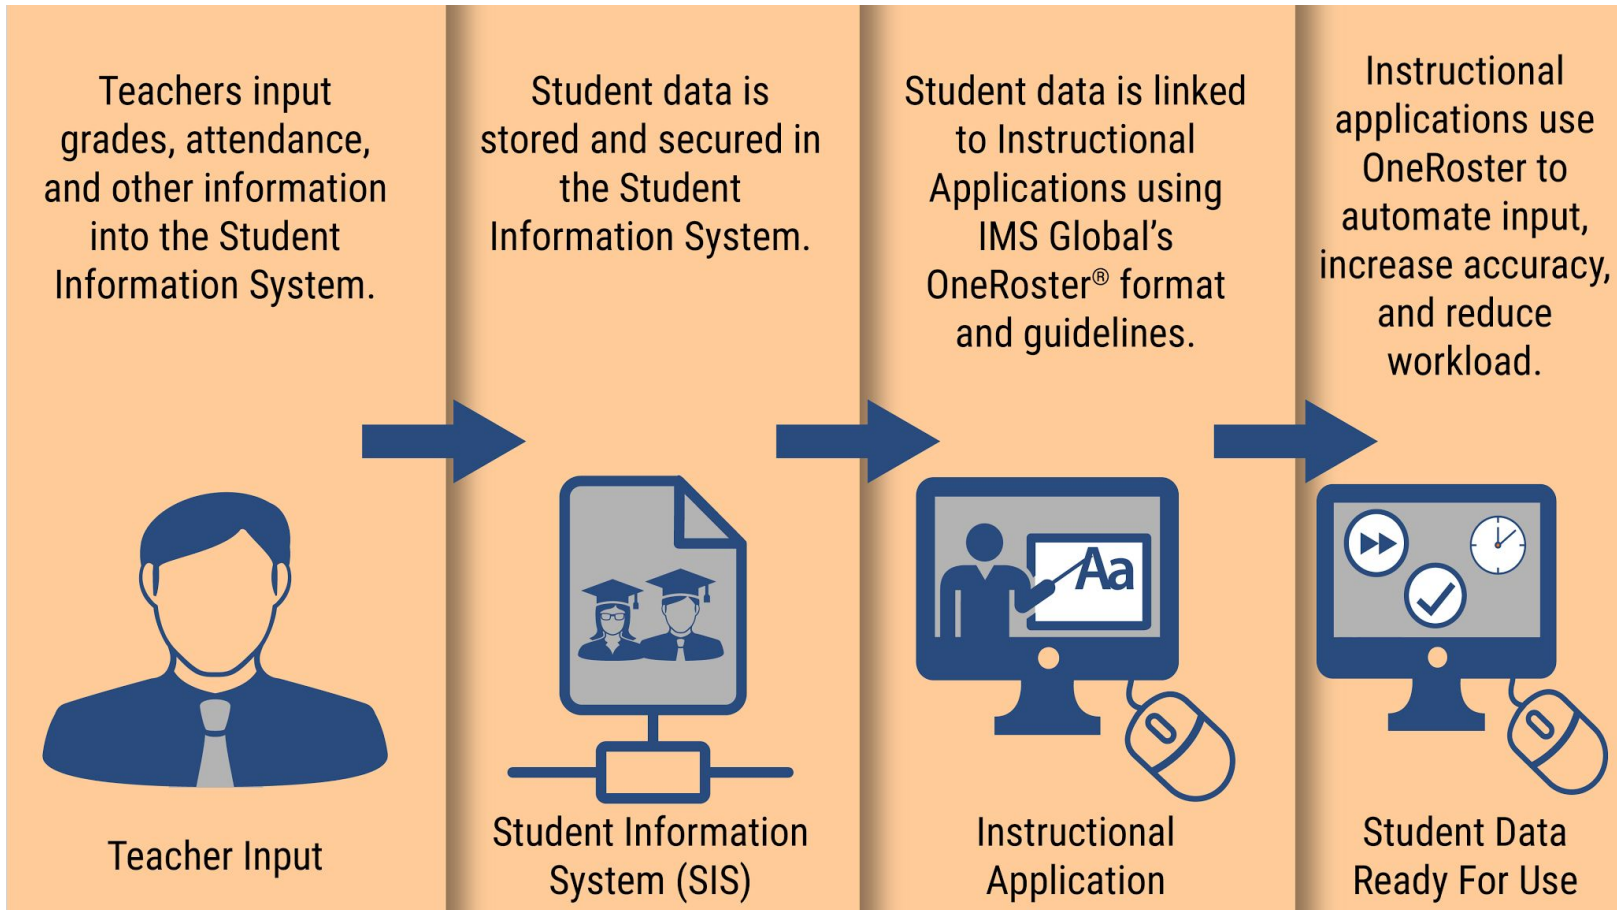 Teachers input
grades, attendance,
and other information
into the Student
Information System.
Teacher Input
Student data is
stored and secured in
the Student
Information System.
Student Information
System (SIS)
Student data is linked
to Instructional
Applications using
IMS Global’s
OneRoster® format
and guidelines.
Aa
Instructional
Application
Instructional
applications use
OneRoster to
automate input,
increase accuracy,
and reduce
workload.
Student Data
Ready For Use